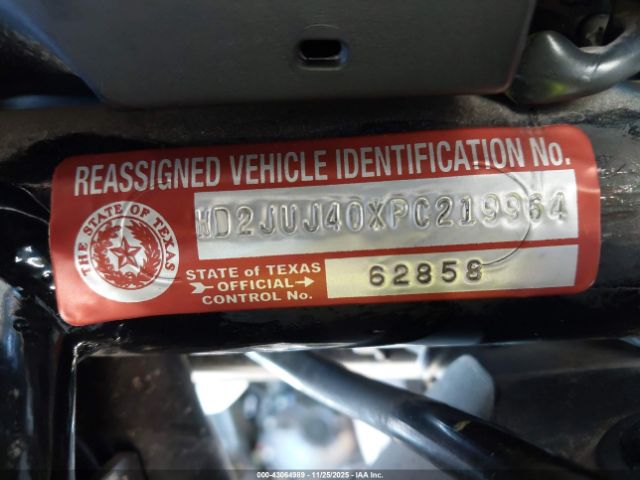 REASSIGNED VEHICLE IDENTIFICATION No.
MD2JUJ40XPC219964
THE STATE OF TEXAS
STATE of TEXAS
OFFICIAL
CONTROL No.
62858
000-43064989 - 11/25/2025 - IAA Inc.